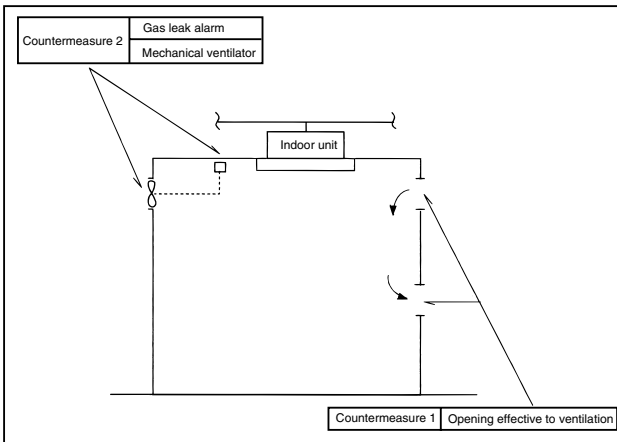 Countermeasure 2
Gas leak alarm
Mechanical ventilator
Indoor unit
Countermeasure 1
Opening effective to ventilation